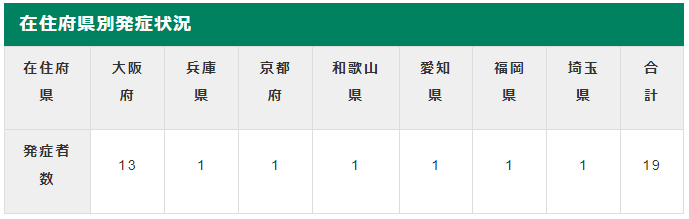 在住府県別発症状況
在住府県 大阪府 兵庫県 京都府 和歌山県 愛知県 福岡県 埼玉県 合計
発症者数 13 1 1 1 1 1 1 19